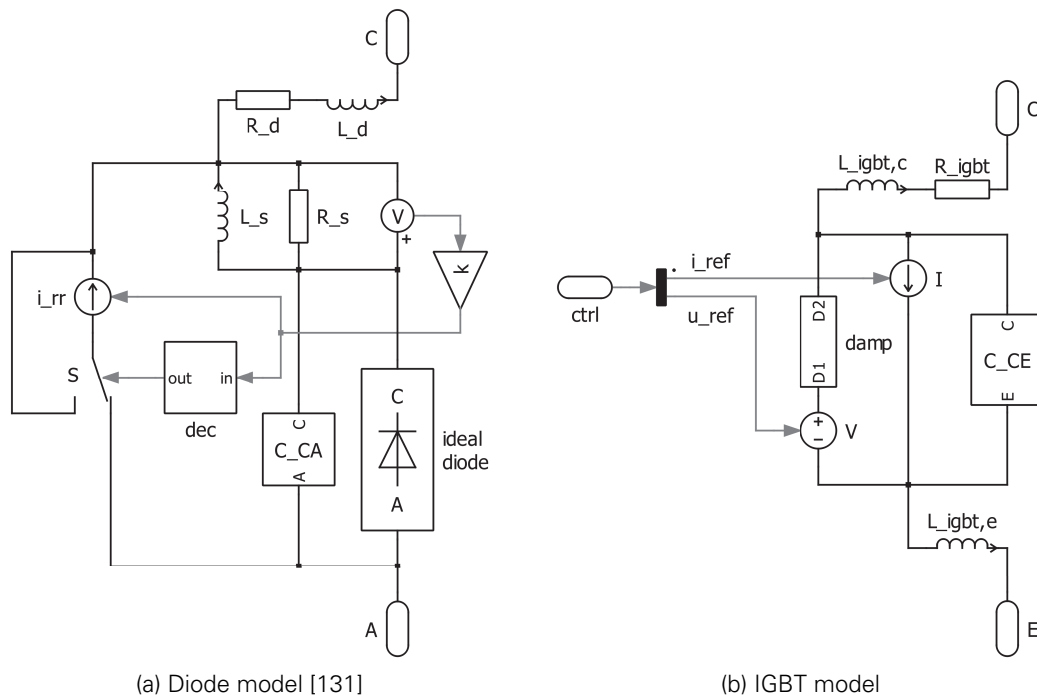 C
R_d
L_d
L_s
R_s
V
+
k
i_rr
S
out in
dec
C
C_CA
A
C
A
ideal
diode
A
(a) Diode model [131]
C
L_igbt,c
R_igbt
i_ref
I
ctrl
u_ref
D2
D1
damp
C
C_CE
E
+
−
V
L_igbt,e
E
(b) IGBT model